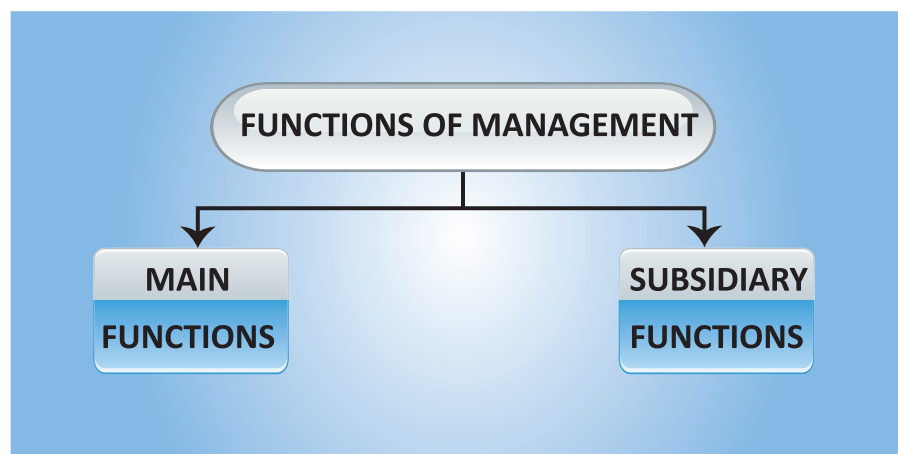 FUNCTIONS OF MANAGEMENT
MAIN
FUNCTIONS
SUBSIDIARY
FUNCTIONS